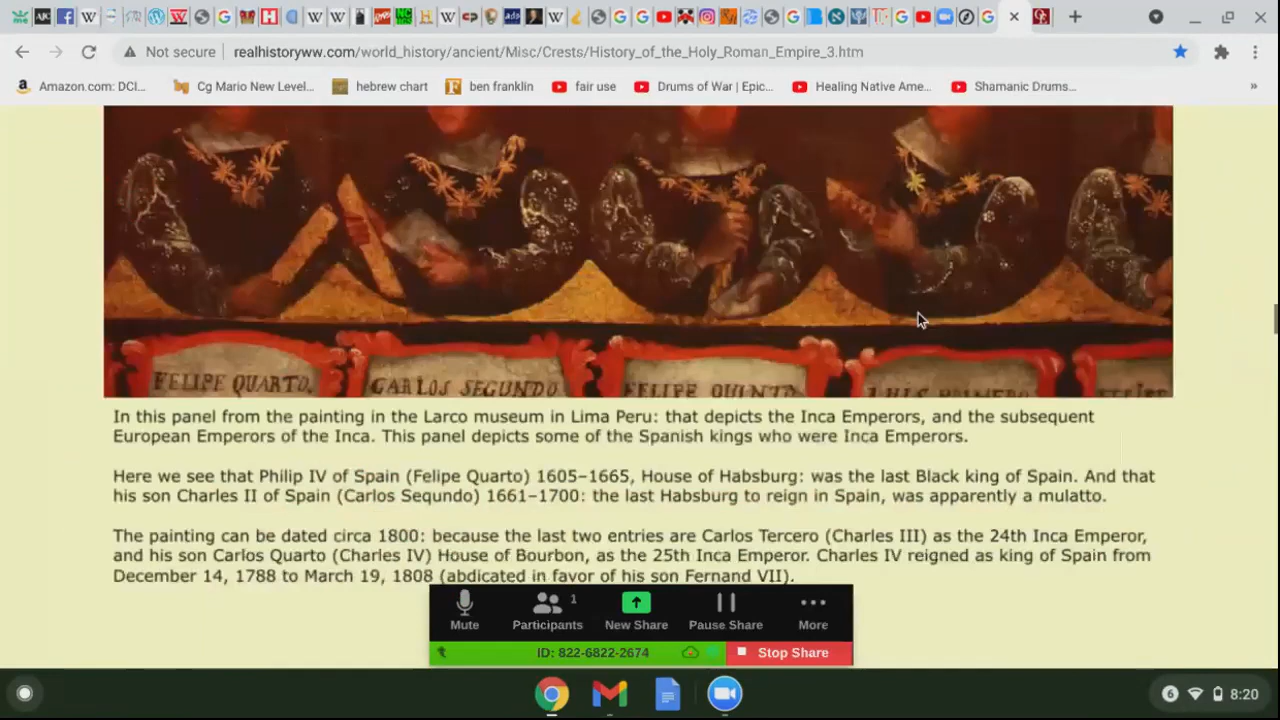 Not secure
realhistoryww.com/world_history/ancient/Misc/Crests/History_of_the_Holy_Roman_Empire_3.htm
Amazon.com: DCI...
Cg Mario New Level...
hebrew chart
ben franklin
fair use
Drums of War | Epic...
Healing Native Ame...
Shamanic Drums...
»
FELIPE QUARTO.
CARLOS SEGUNDO
FELIPE QUINTO
In this panel from the painting in the Larco museum in Lima Peru: that depicts the Inca Emperors, and the subsequent
European Emperors of the Inca. This panel depicts some of the Spanish kings who were Inca Emperors.
Here we see that Philip IV of Spain (Felipe Quarto) 1605–1665, House of Habsburg: was the last Black king of Spain. And that
his son Charles II of Spain (Carlos Sequndo) 1661–1700: the last Habsburg to reign in Spain, was apparently a mulatto.
The painting can be dated circa 1800: because the last two entries are Carlos Tercero (Charles III) as the 24th Inca Emperor,
and his son Carlos Quarto (Charles IV) House of Bourbon, as the 25th Inca Emperor. Charles IV reigned as king of Spain from
December 14, 1788 to March 19, 1808 (abdicated in favor of his son Fernand VII).
1
Mute
Participants
New Share
Pause Share
More
ID: 822-6822-2674
Stop Share
6
8:20